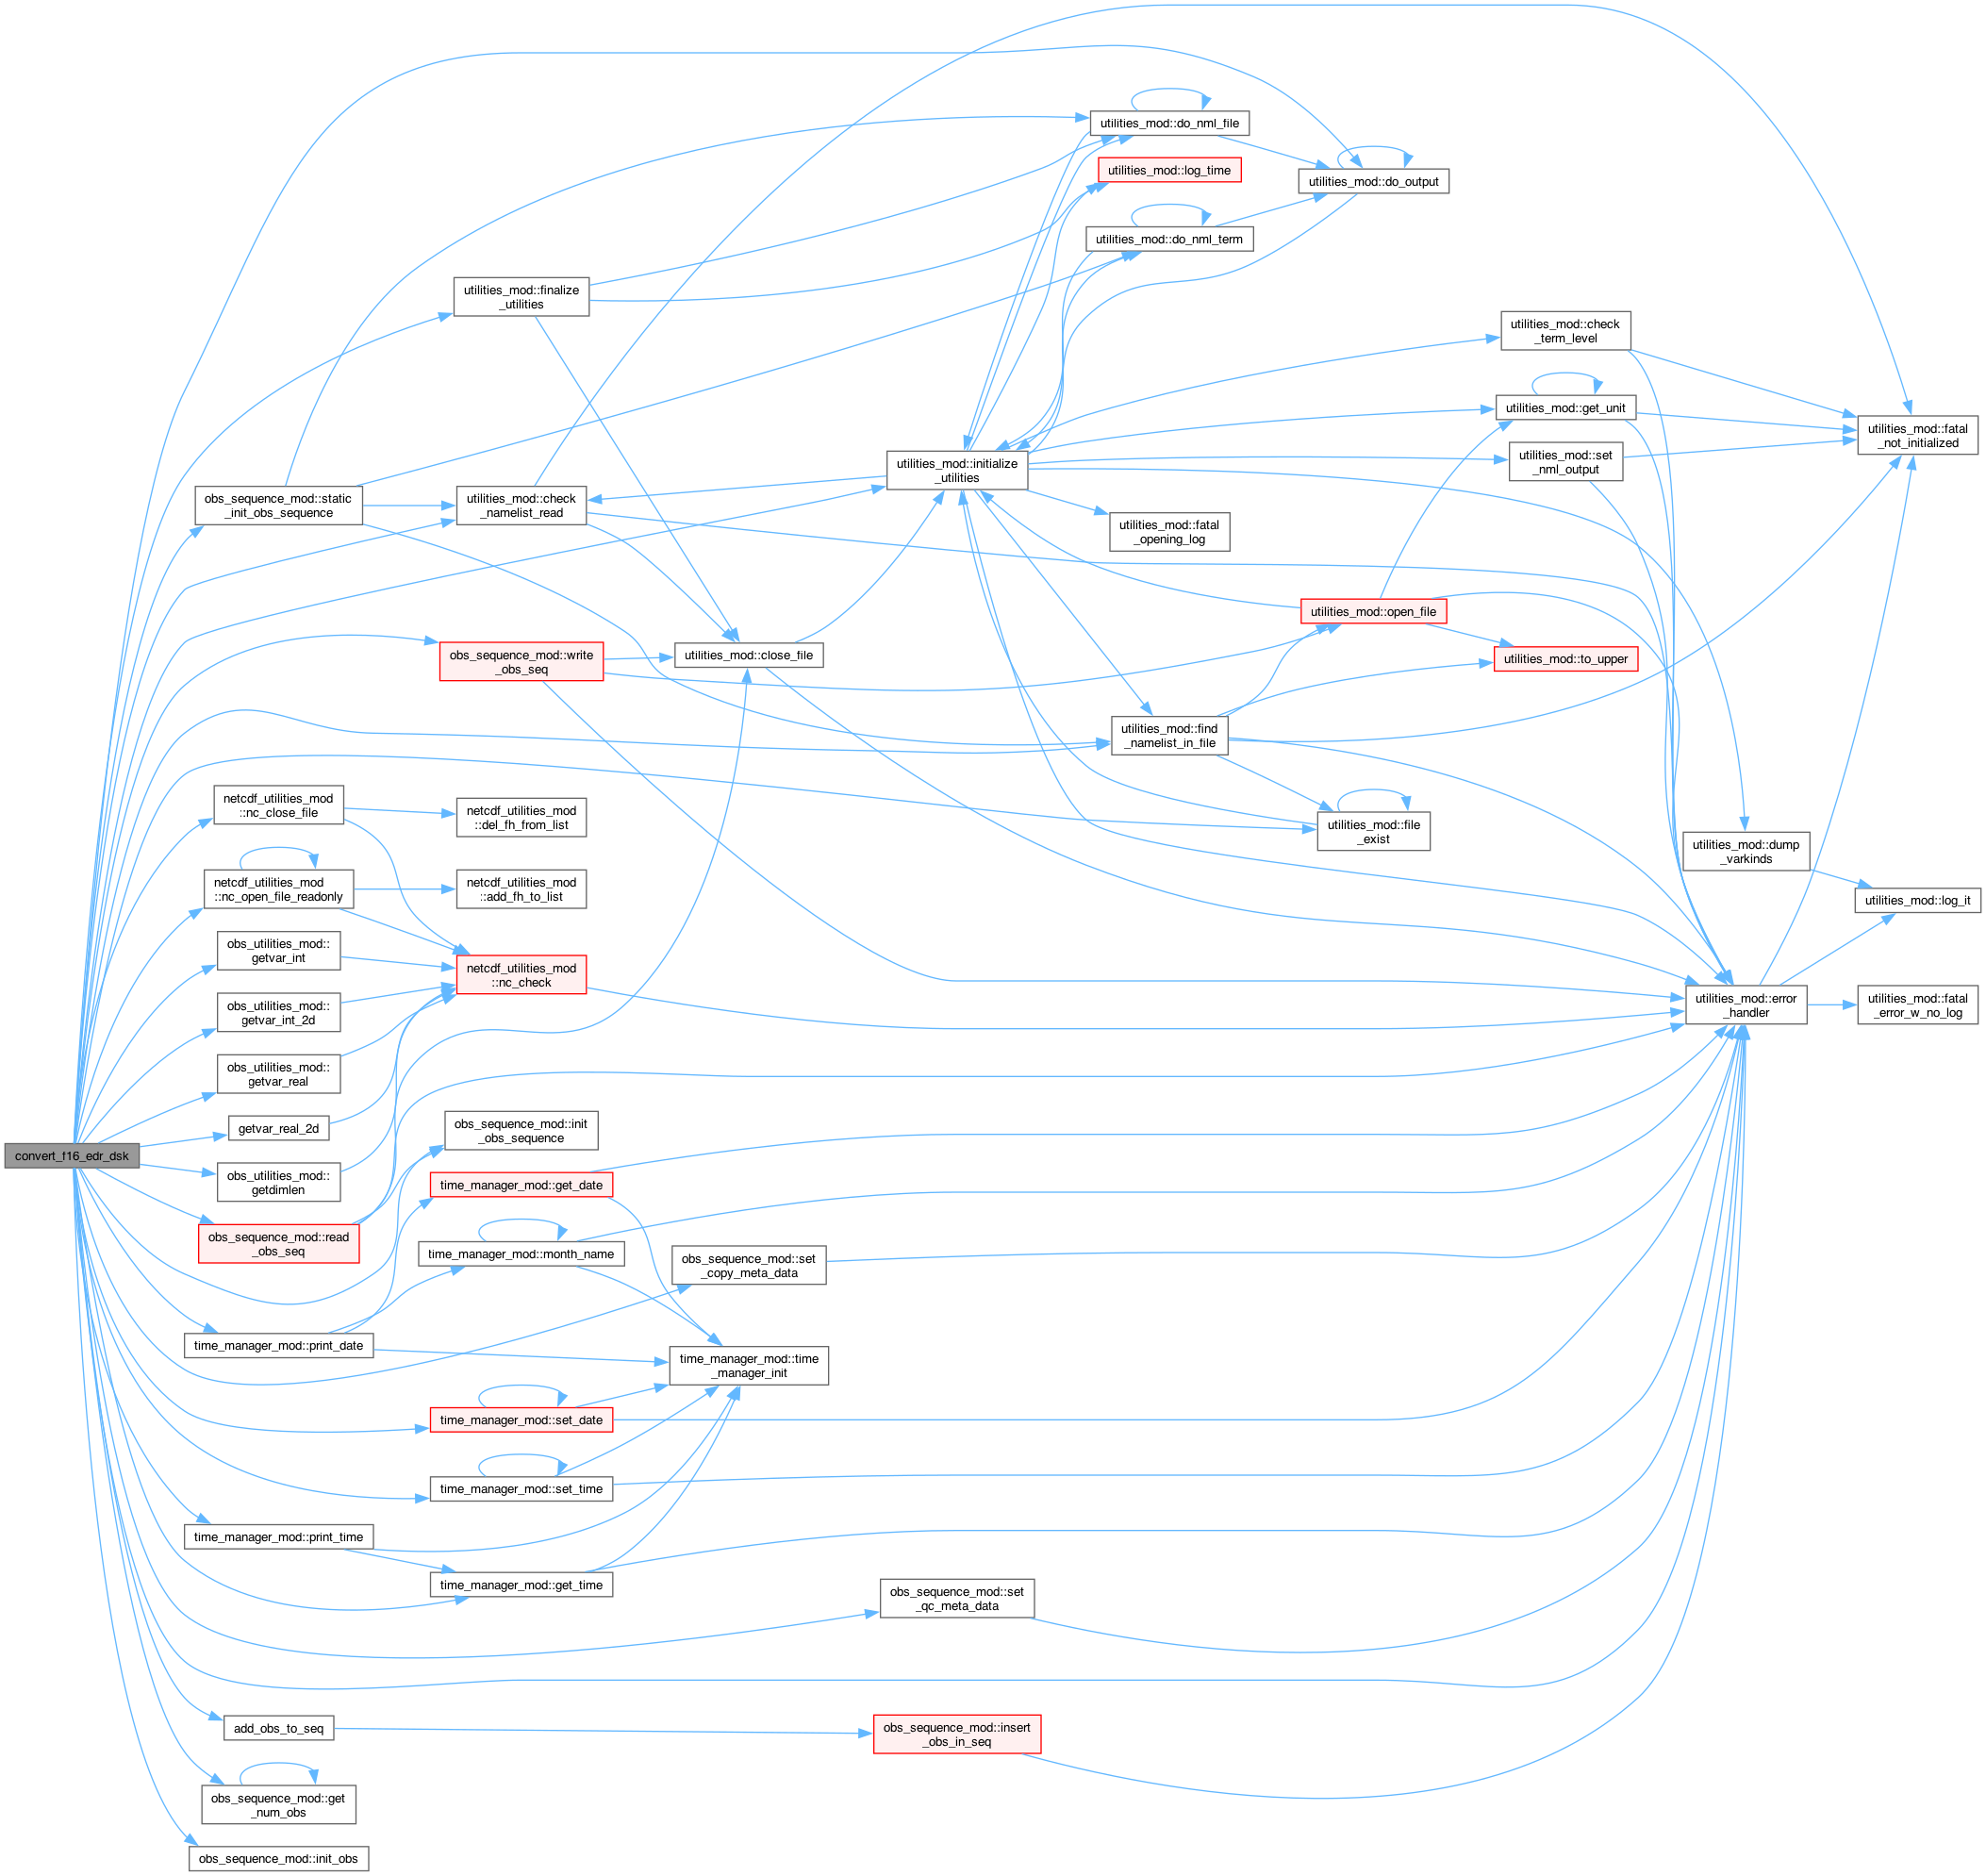 utilities_mod::do_nml_file
utilities_mod::log_time
utilities_mod::do_output
utilities_mod::do_nml_term
utilities_mod::finalize
_utilities
utilities_mod::check
_term_level
utilities_mod::get_unit
utilities_mod::fatal
_not_initialized
utilities_mod::set
_nml_output
utilities_mod::initialize
_utilities
obs_sequence_mod::static
_init_obs_sequence
utilities_mod::check
_namelist_read
utilities_mod::fatal
_opening_log
utilities_mod::open_file
obs_sequence_mod::write
_obs_seq
utilities_mod::close_file
utilities_mod::to_upper
utilities_mod::find
_namelist_in_file
netcdf_utilities_mod
::nc_close_file
netcdf_utilities_mod
::del_fh_from_list
utilities_mod::file
_exist
utilities_mod::dump
_varkinds
netcdf_utilities_mod
::nc_open_file_readonly
netcdf_utilities_mod
::add_fh_to_list
utilities_mod::log_it
obs_utilities_mod::
getvar_int
netcdf_utilities_mod
::nc_check
obs_utilities_mod::
getvar_int_2d
utilities_mod::error
_handler
utilities_mod::fatal
_error_w_no_log
obs_utilities_mod::
getvar_real
getvar_real_2d
obs_sequence_mod::init
_obs_sequence
convert_f16_edr_dsk
obs_utilities_mod::
getdimlen
time_manager_mod::get_date
obs_sequence_mod::read
_obs_seq
time_manager_mod::month_name
obs_sequence_mod::set
_copy_meta_data
time_manager_mod::print_date
time_manager_mod::time
_manager_init
time_manager_mod::set_date
time_manager_mod::set_time
time_manager_mod::print_time
time_manager_mod::get_time
obs_sequence_mod::set
_qc_meta_data
add_obs_to_seq
obs_sequence_mod::insert
_obs_in_seq
obs_sequence_mod::get
_num_obs
obs_sequence_mod::init_obs